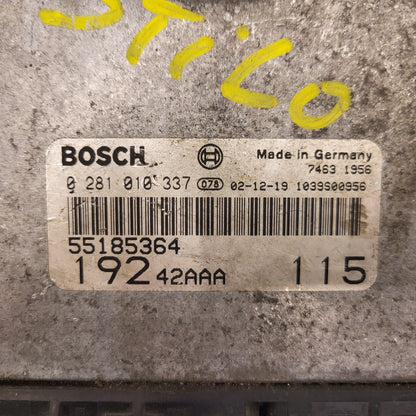 STiLO
BOSCH Made in Germany
7463 1956
0 281 010 337 078 02-12-19 1039S00956
55185364
192 42AAA 115